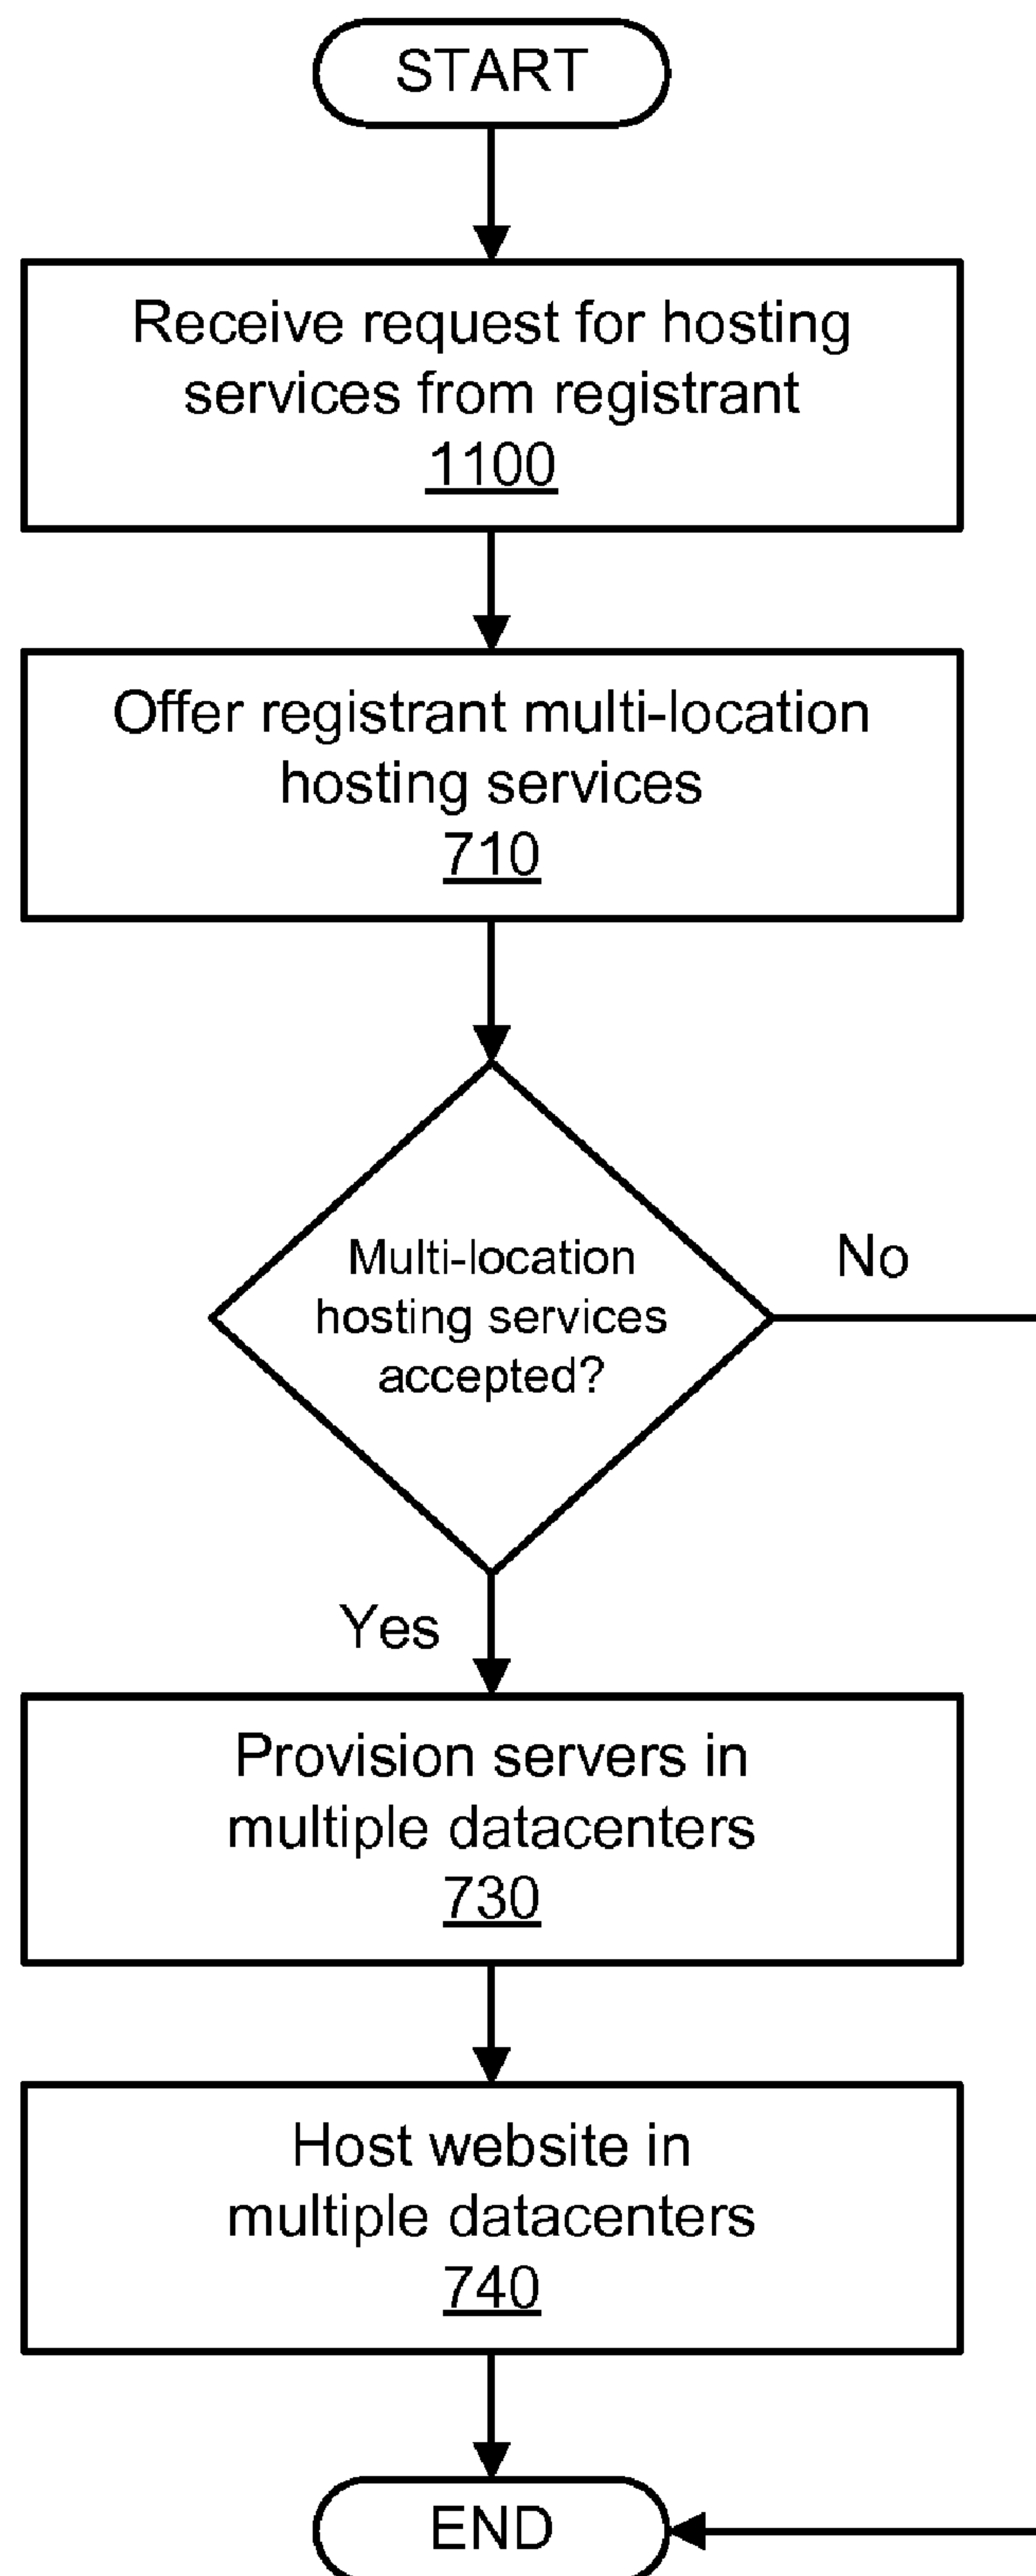 START
Receive request for hosting
services from registrant
1100
Offer registrant multi-location
hosting services
710
Multi-location
hosting services
accepted?
No
Yes
Provision servers in
multiple datacenters
730
Host website in
multiple datacenters
740
END